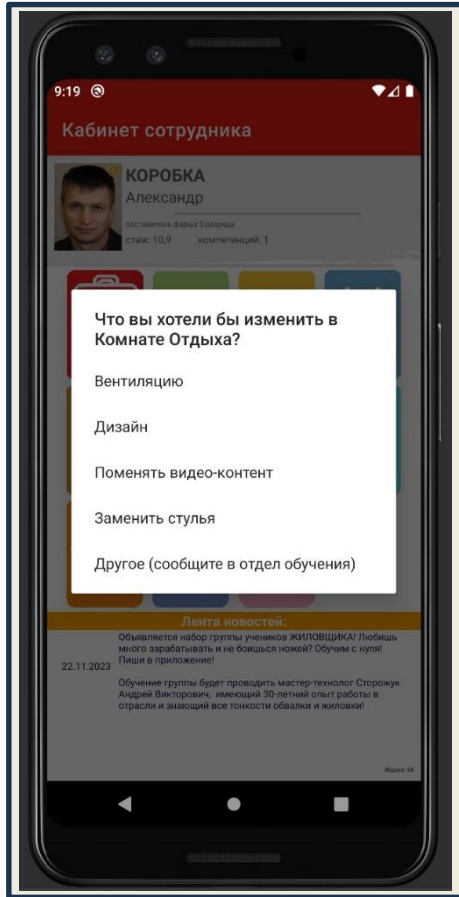 9:19
Кабинет сотрудника
КОРОБКА
Александр
составитель фарша 5 разряда
стаж: 10,9 компетенций: 1
Что вы хотели бы изменить в
Комнате Отдыха?
Вентиляцию
Дизайн
Поменять видео-контент
Заменить стулья
Другое (сообщите в отдел обучения)
Лента новостей:
22.11.2023
Объявляется набор группы учеников ЖИЛОВЩИКА! Любишь
много зарабатывать и не боишься ножей? Обучим с нуля!
Пиши в приложение!
Обучение группы будет проводить мастер-технолог Сторожук
Андрей Викторович, имеющий 30-летний опыт работы в
отрасли и знающий все тонкости обвалки и жиловки!
Версия: 94